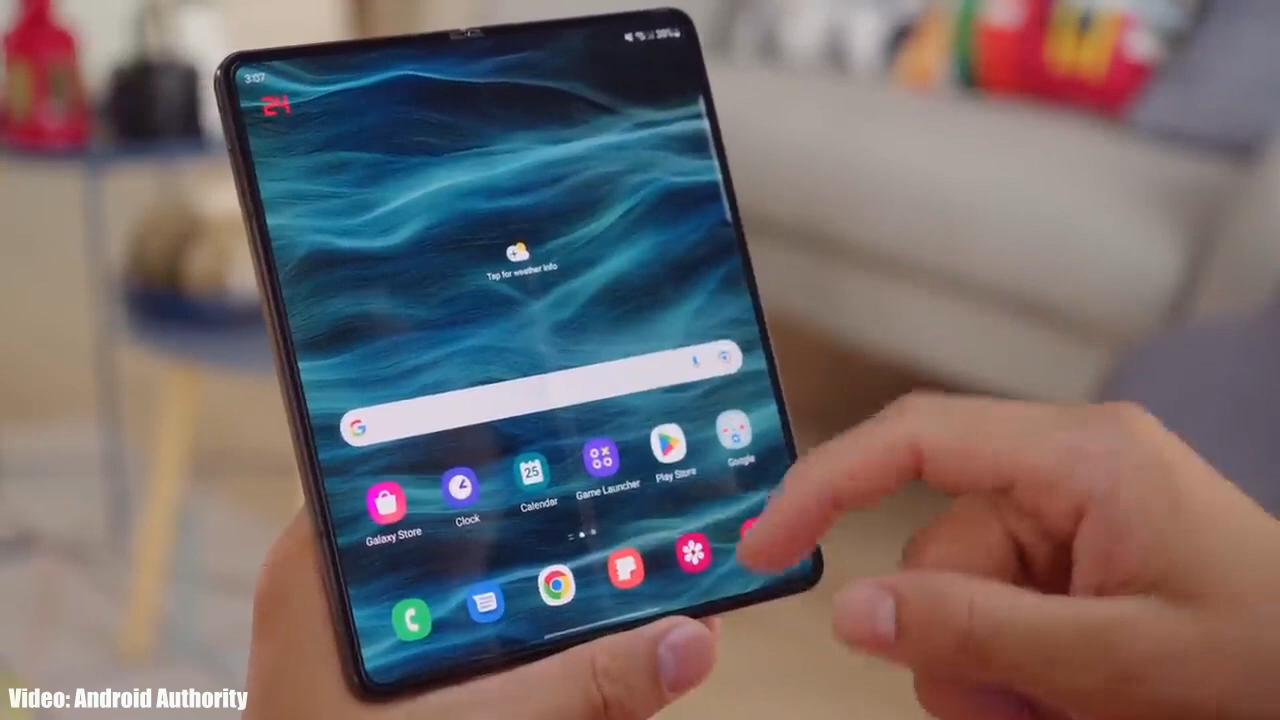 3:07
24
Tap for weather info
G
25
Galaxy Store
Clock
Calendar
Game Launcher
Play Store
Google
Video: Android Authority